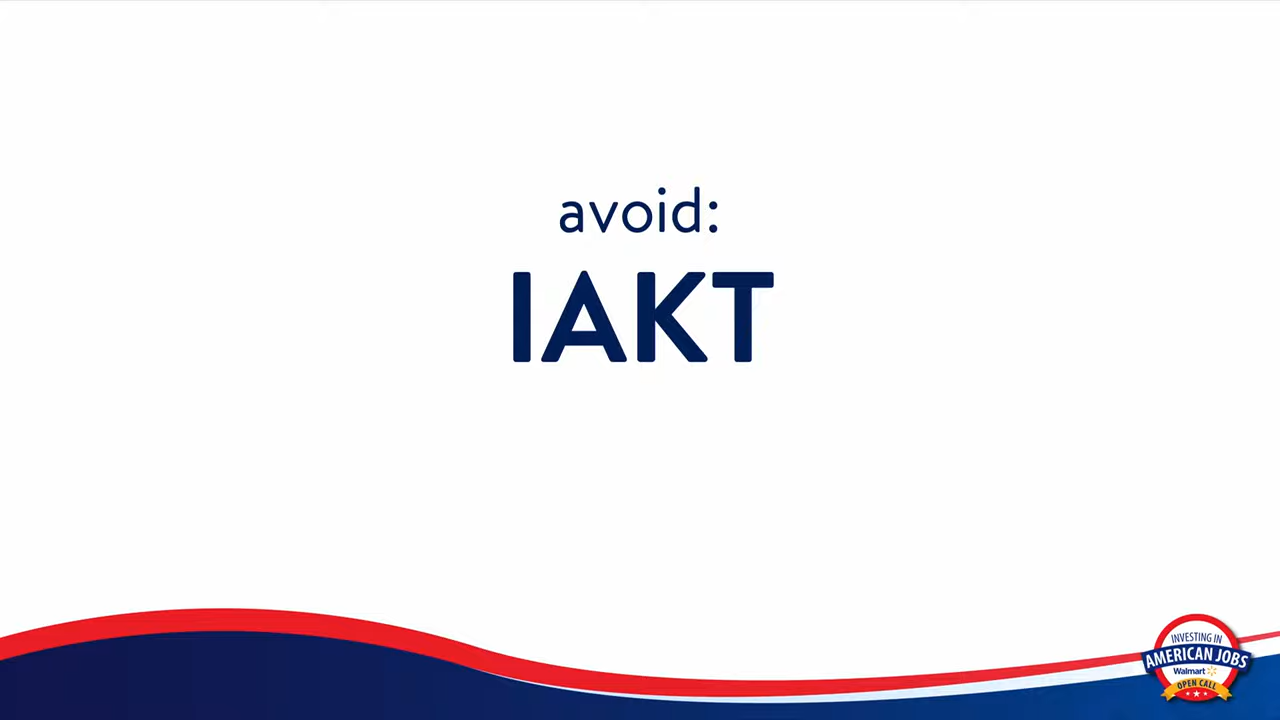 avoid:
IAKT
INVESTING IN
AMERICAN JOBS
Walmart
OPEN CALL